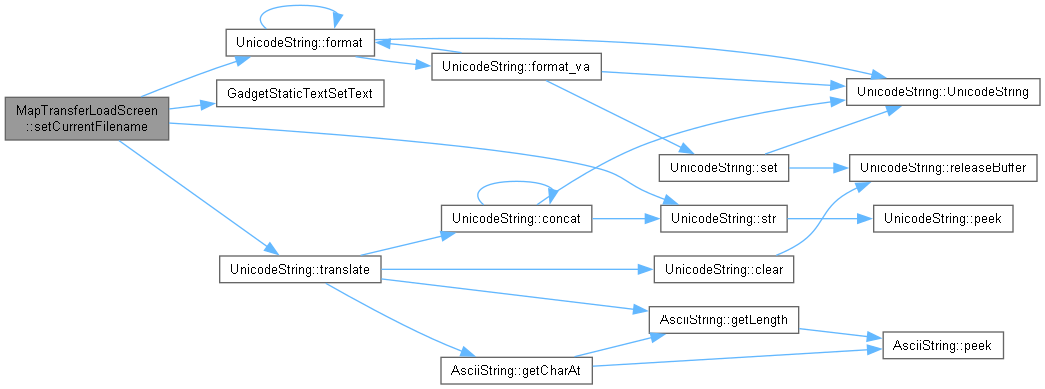 UnicodeString::format
UnicodeString::format_va
GadgetStaticTextSetText
UnicodeString::UnicodeString
MapTransferLoadScreen
::setCurrentFilename
UnicodeString::set
UnicodeString::releaseBuffer
UnicodeString::concat
UnicodeString::str
UnicodeString::peek
UnicodeString::translate
UnicodeString::clear
AsciiString::getLength
AsciiString::peek
AsciiString::getCharAt